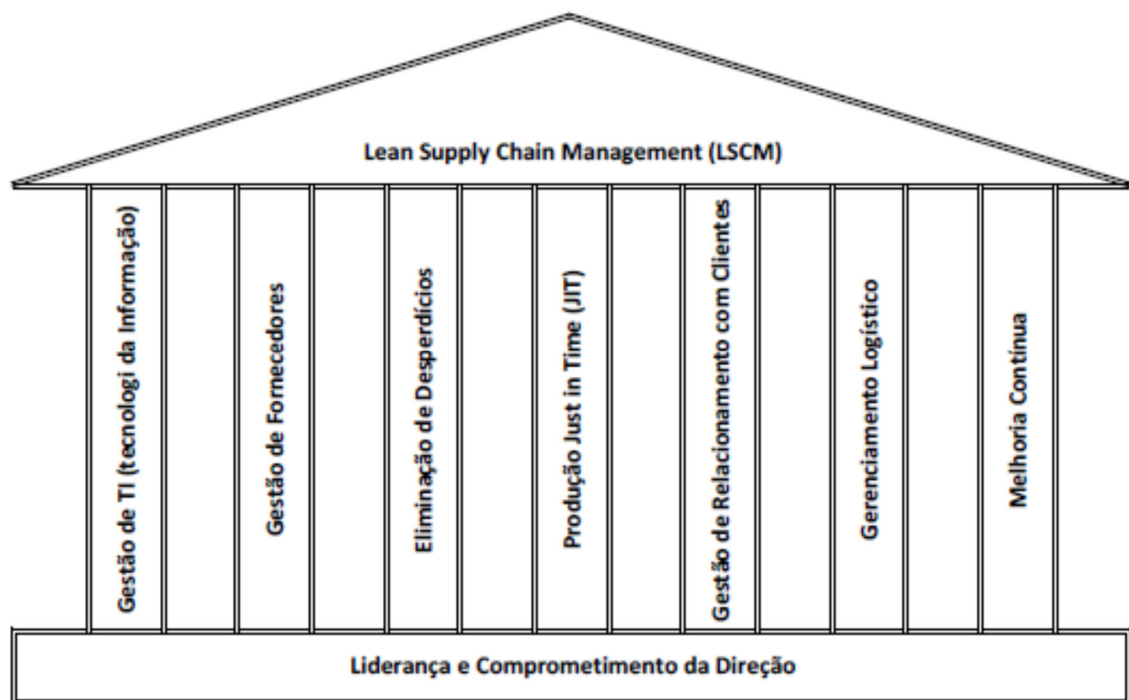 Lean Supply Chain Management (LSCM)
Gestão de TI (tecnologi da Informação)
Gestão de Fornecedores
Eliminação de Desperdícios
Produção Just in Time (JIT)
Gestão de Relacionamento com Clientes
Gerenciamento Logístico
Melhoria Contínua
Liderança e Comprometimento da Direção